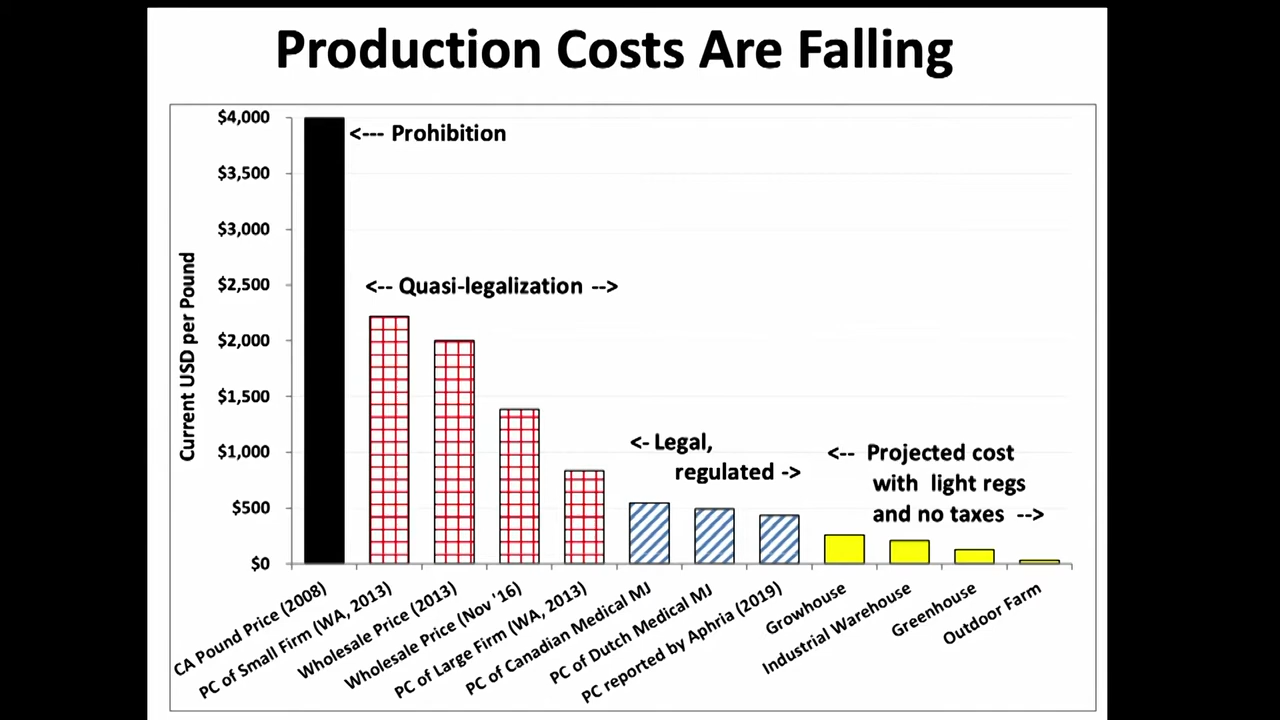 Production Costs Are Falling
$4,000
$3,500
$3,000
$2,500
$2,000
$1,500
$1,000
$500
$0
Current USD per Pound
<--- Prohibition
<-- Quasi-legalization -->
<- Legal,
regulated ->
<-- Projected cost
with light regs
and no taxes -->
CA Pound Price (2008)
PC of Small Firm (WA, 2013)
Wholesale Price (2013)
Wholesale Price (Nov '16)
PC of Large Firm (WA, 2013)
PC of Canadian Medical MJ
PC of Dutch Medical MJ
PC reported by Aphria (2019)
Growhouse
Industrial Warehouse
Greenhouse
Outdoor Farm